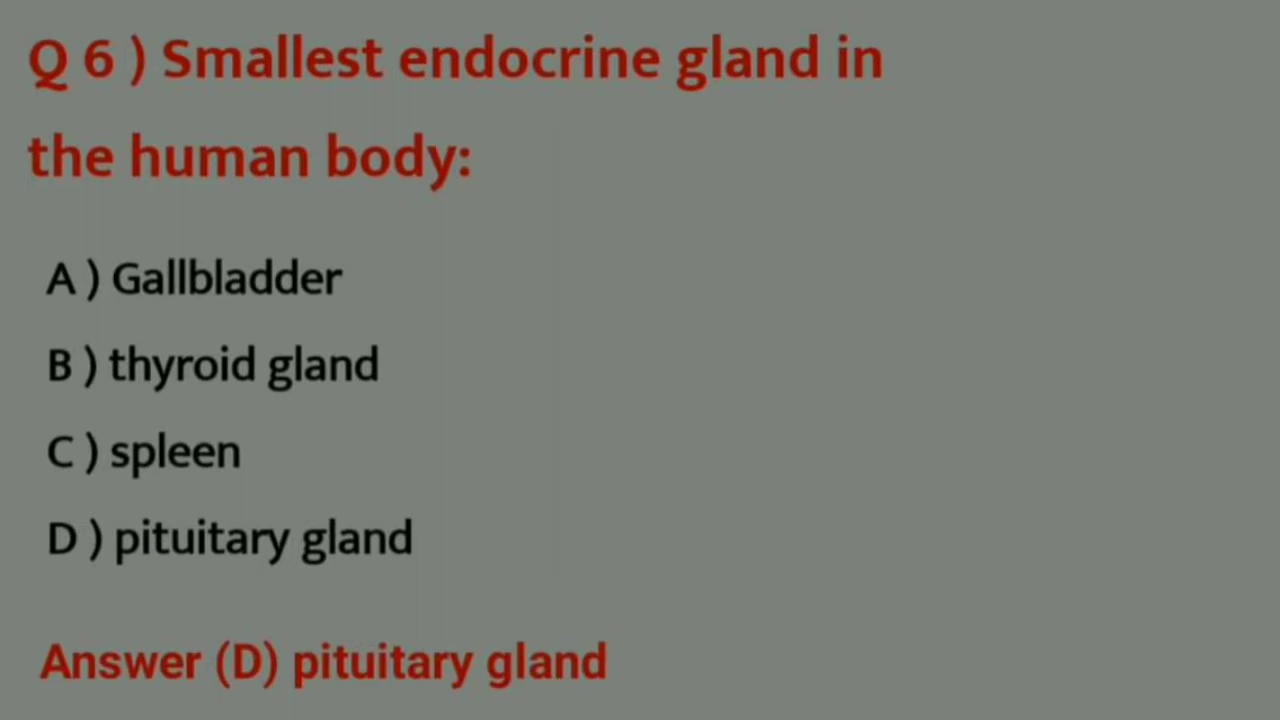 Q 6 ) Smallest endocrine gland in
the human body:
A ) Gallbladder
B ) thyroid gland
C ) spleen
D ) pituitary gland
Answer (D) pituitary gland